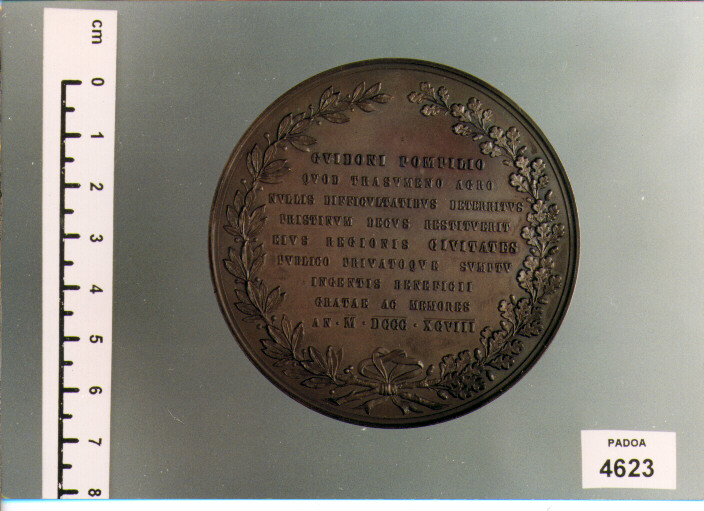 cm
0
1
2
3
4
5
6
7
8
GVIDONI POMPILIO
QVOD TRASVMENO AGRO
NVLLIS DIFFICVLTATIBVS DETERRITVS
PRISTINVM DECVS RESTITVERIT
EIVS REGIONIS CIVITATES
PVBLICO PRIVATOQVE SVMPTV
INGENTIS BENEFICII
GRATAE AC MEMORES
AN · M · DCCC · XCVIII
PADOA
4623